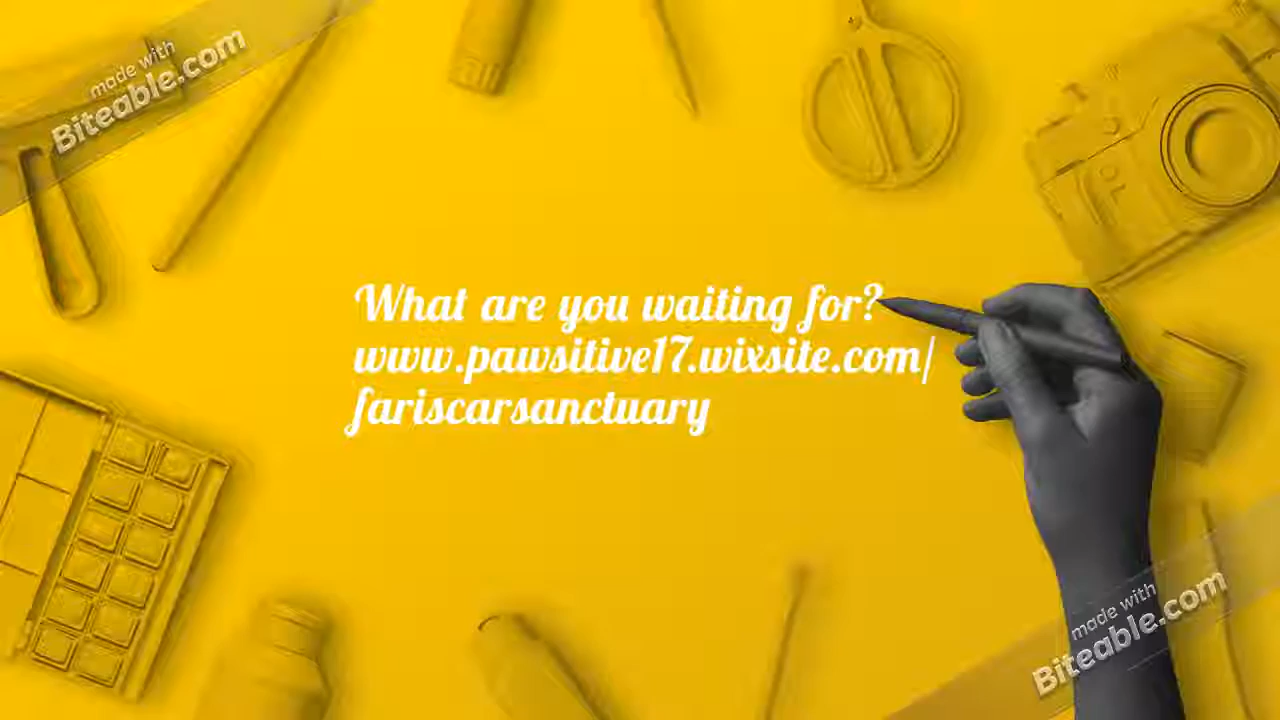 made with
Biteable.com
What are you waiting for?
www.pawsitive17.wixsite.com/
fariscarsanctuary
made with
Biteable.com